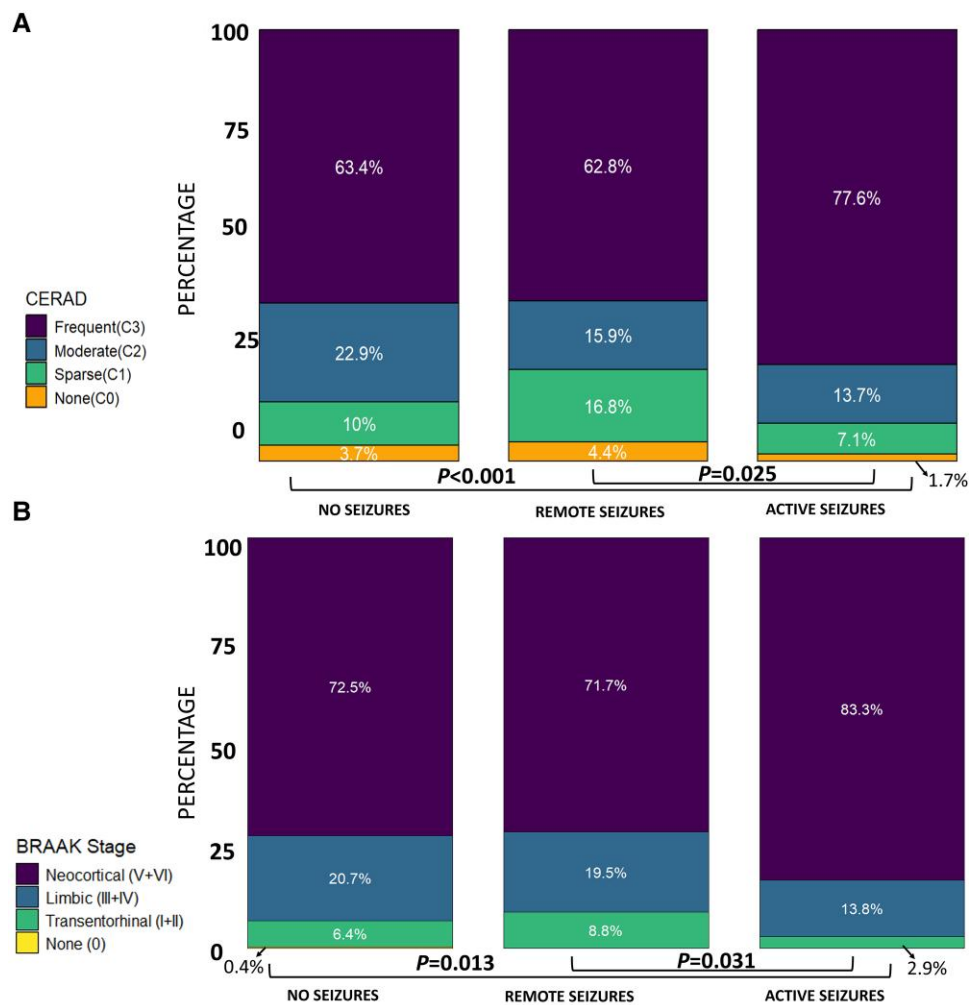 A
100
75
50
25
0
PERCENTAGE
CERAD
Frequent(C3)
Moderate(C2)
Sparse(C1)
None(C0)
63.4%
22.9%
10%
3.7%
62.8%
15.9%
16.8%
4.4%
77.6%
13.7%
7.1%
1.7%
P<0.001
P=0.025
NO SEIZURES
REMOTE SEIZURES
ACTIVE SEIZURES
B
100
75
50
25
0
PERCENTAGE
BRAAK Stage
Neocortical (V+VI)
Limbic (III+IV)
Transentorhinal (I+II)
None (0)
72.5%
20.7%
6.4%
0.4%
71.7%
19.5%
8.8%
83.3%
13.8%
2.9%
P=0.013
P=0.031
NO SEIZURES
REMOTE SEIZURES
ACTIVE SEIZURES